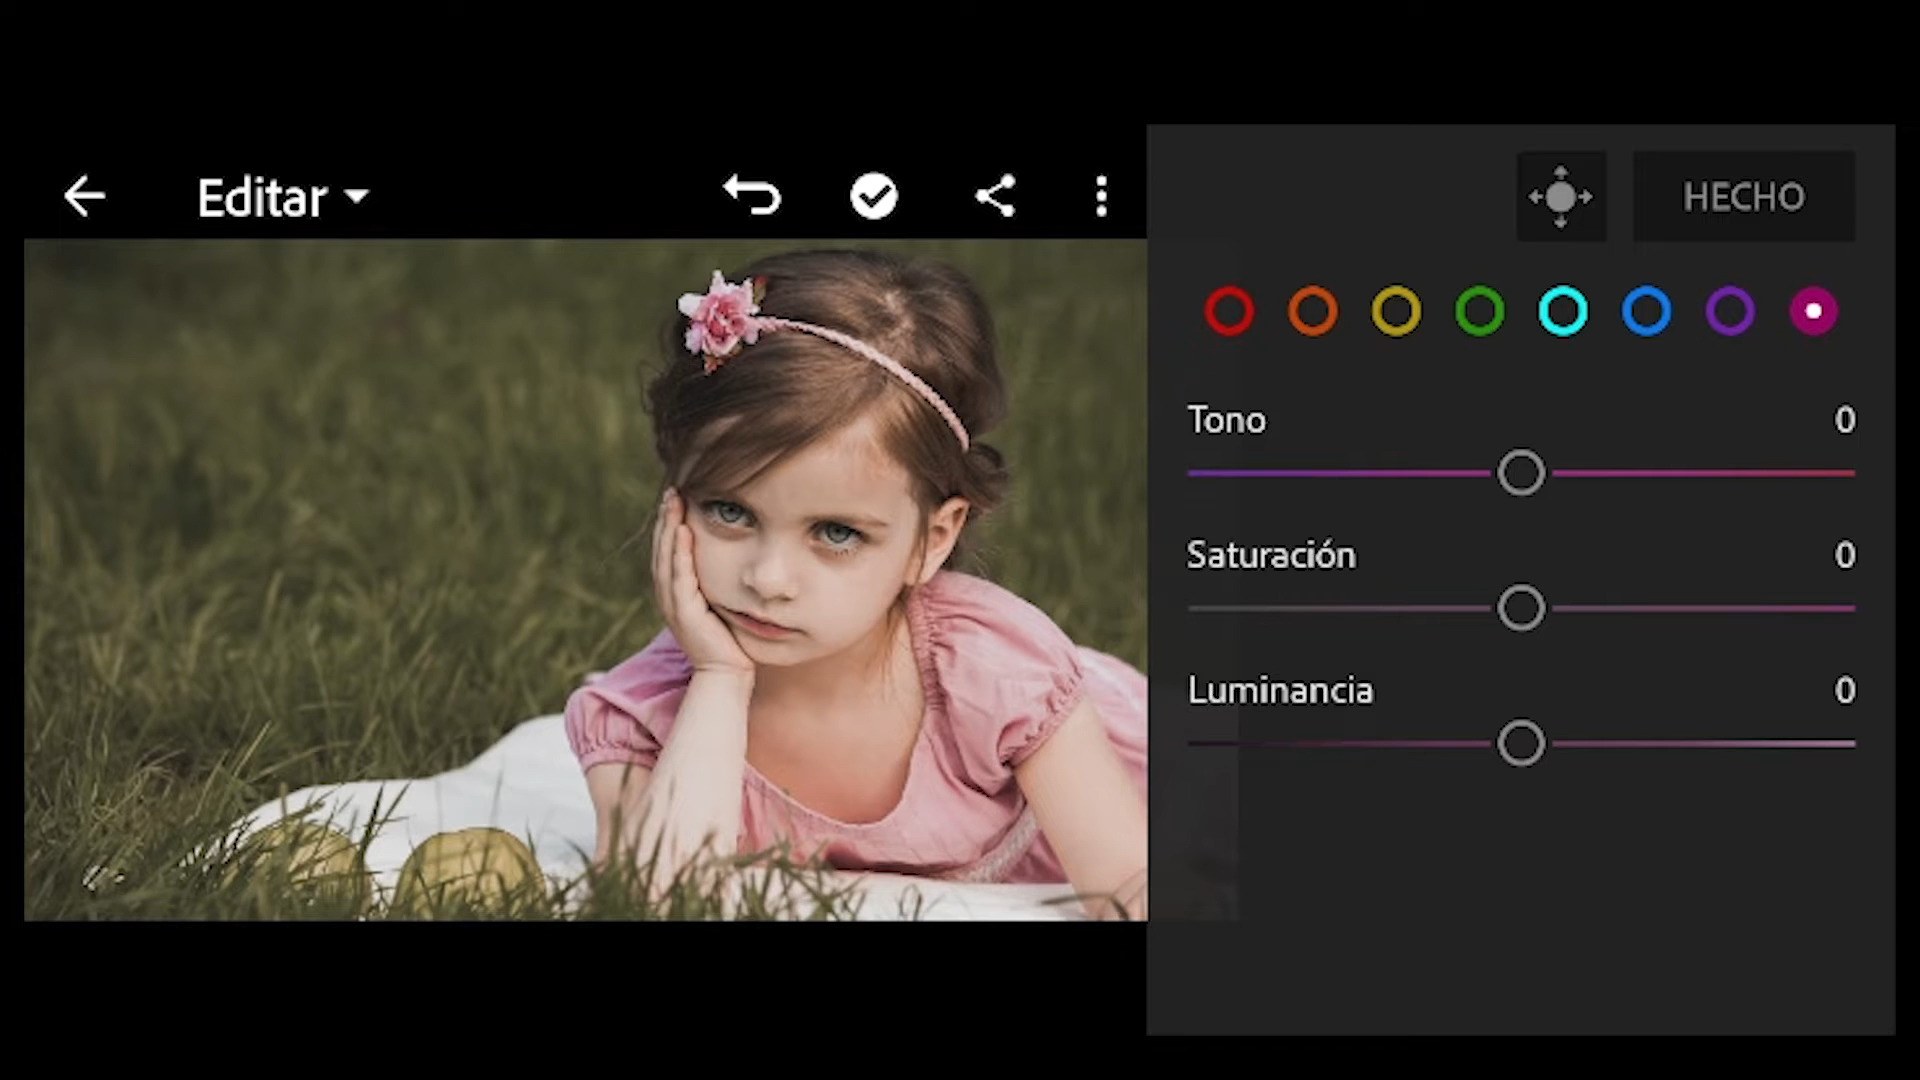 Editar
HECHO
Tono 0
Saturación 0
Luminancia 0